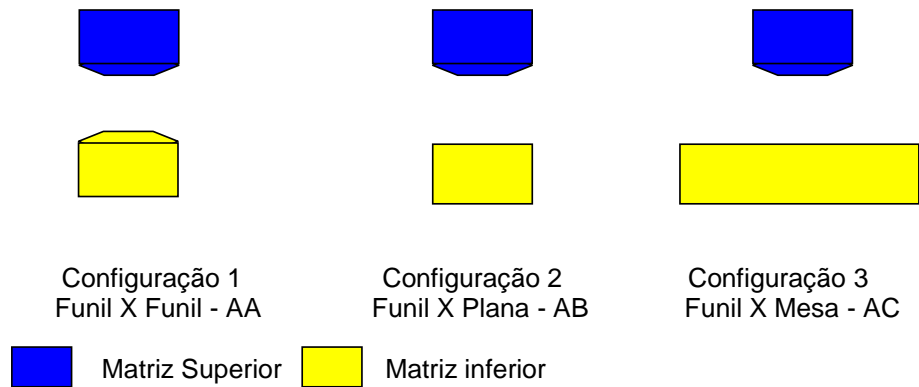 Configuração 1
Funil X Funil - AA
Configuração 2
Funil X Plana - AB
Configuração 3
Funil X Mesa - AC
Matriz Superior
Matriz inferior